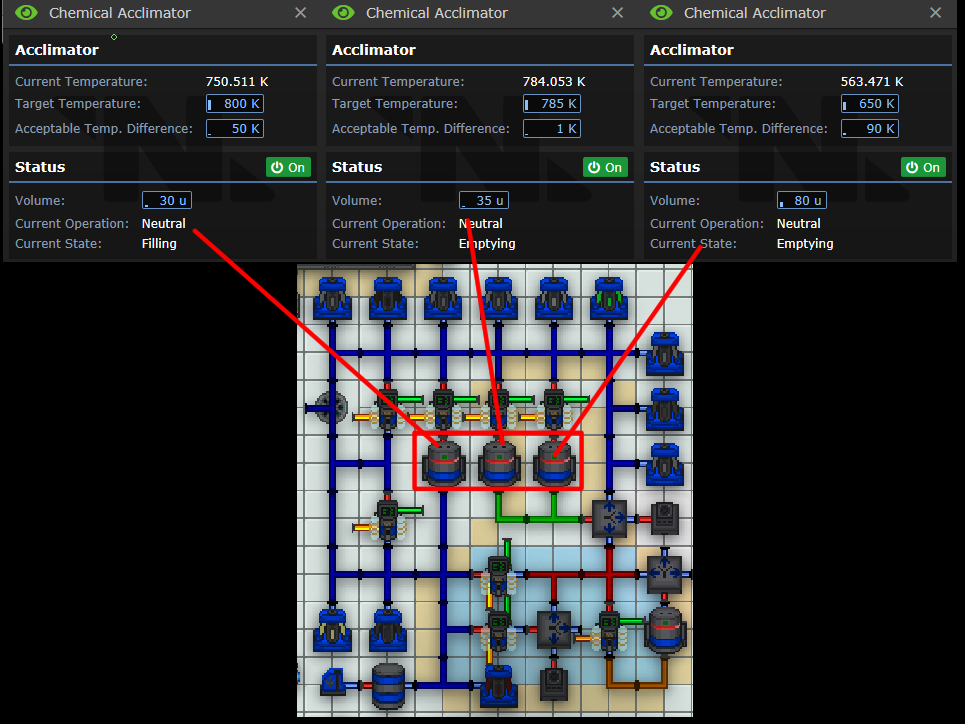 Chemical Acclimator
Acclimator
Current Temperature: 750.511 K
Target Temperature: 800 K
Acceptable Temp. Difference: 50 K
Status On
Volume: 30 u
Current Operation: Neutral
Current State: Filling
Chemical Acclimator
Acclimator
Current Temperature: 784.053 K
Target Temperature: 785 K
Acceptable Temp. Difference: 1 K
Status On
Volume: 35 u
Current Operation: Neutral
Current State: Emptying
Chemical Acclimator
Acclimator
Current Temperature: 563.471 K
Target Temperature: 650 K
Acceptable Temp. Difference: 90 K
Status On
Volume: 80 u
Current Operation: Neutral
Current State: Emptying